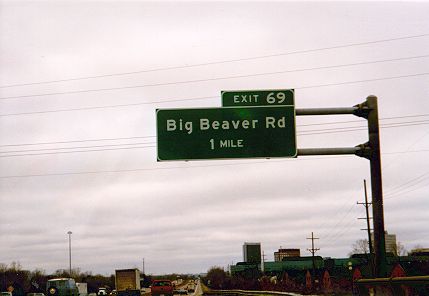 EXIT 69
Big Beaver Rd
1 MILE